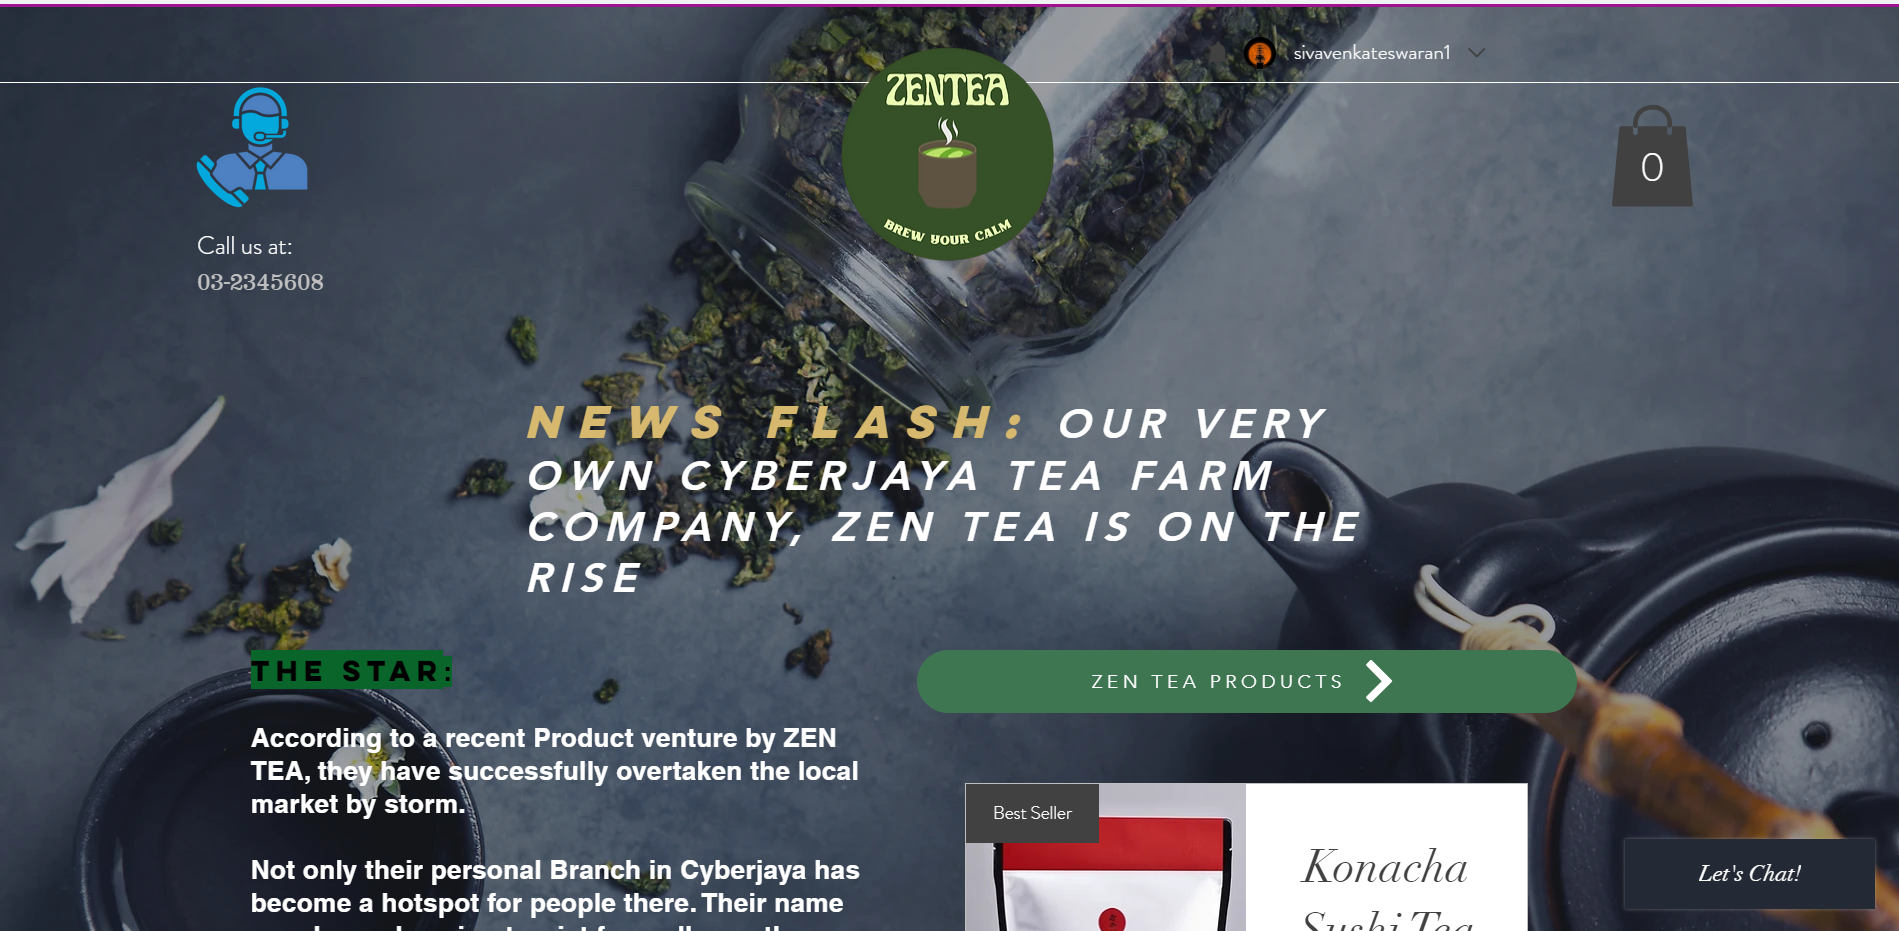 sivavenkateswaran1
ZENTEA
BREW YOUR CALM
0
Call us at:
03-2345608
NEWS FLASH: OUR VERY
OWN CYBERJAYA TEA FARM
COMPANY, ZEN TEA IS ON THE
RISE
THE STAR:
According to a recent Product venture by ZEN
TEA, they have successfully overtaken the local
market by storm.
Not only their personal Branch in Cyberjaya has
become a hotspot for people there. Their name
ZEN TEA PRODUCTS
Best Seller
Konacha
Sushi Tea
Let's Chat!